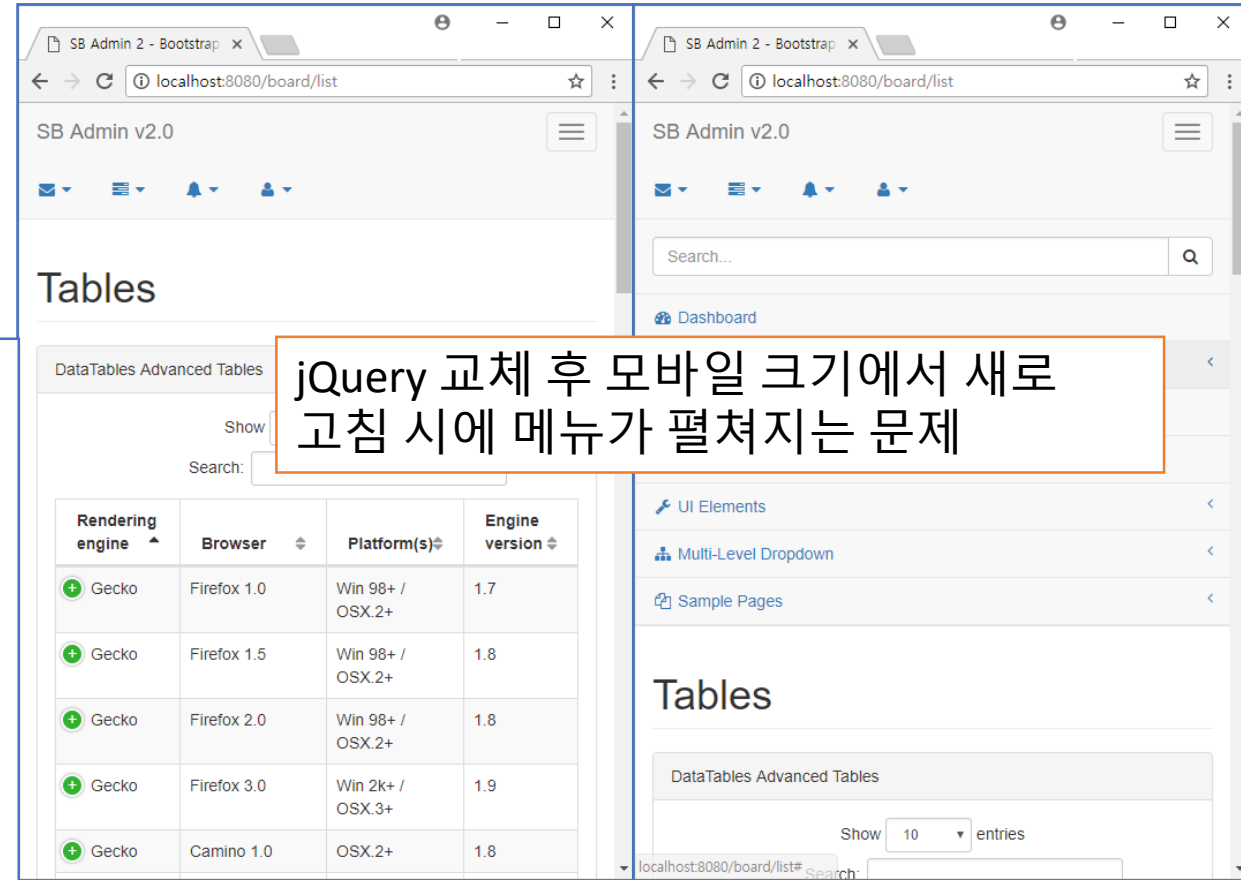 SB Admin 2 - Bootstrap
localhost:8080/board/list
SB Admin v2.0
Tables
DataTables Advanced Tables
Show
Search:
Rendering engine Browser Platform(s) Engine version
Gecko Firefox 1.0 Win 98+ / OSX.2+ 1.7
Gecko Firefox 1.5 Win 98+ / OSX.2+ 1.8
Gecko Firefox 2.0 Win 98+ / OSX.2+ 1.8
Gecko Firefox 3.0 Win 2k+ / OSX.3+ 1.9
Gecko Camino 1.0 OSX.2+ 1.8
jQuery 교체 후 모바일 크기에서 새로
고침 시에 메뉴가 펼쳐지는 문제
SB Admin 2 - Bootstrap
localhost:8080/board/list
SB Admin v2.0
Search...
Dashboard
UI Elements
Multi-Level Dropdown
Sample Pages
Tables
DataTables Advanced Tables
Show 10 entries
Search:
localhost:8080/board/list#